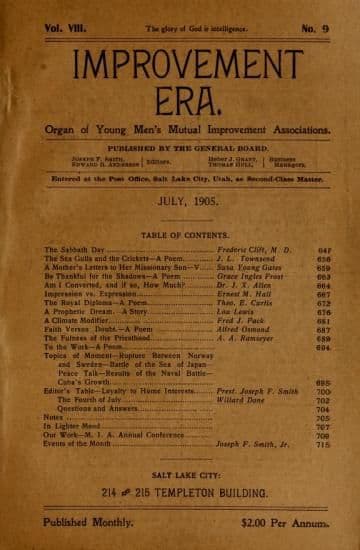 Vol. VIII. The glory of God is intelligence. No. 9
IMPROVEMENT
ERA.
Organ of Young Men's Mutual Improvement Associations.
PUBLISHED BY THE GENERAL BOARD.
JOSEPH F. SMITH, EDWARD H. ANDERSON } Editors. HEBER J. GRANT, THOMAS HULL, } Business Managers.
Entered at the Post Office, Salt Lake City, Utah, as Second-Class Matter.
JULY, 1905.
TABLE OF CONTENTS.
The Sabbath Day Frederic Clift, M. D. 641
The Sea Gulls and the Crickets—A Poem J. L. Townsend 656
A Mother's Letters to Her Missionary Son—V Susa Young Gates 659
Be Thankful for the Shadows—A Poem Grace Ingles Frost 663
Am I Converted, and if so, How Much? Dr. J. X. Allen 664
Impression vs. Expression Ernest M. Hall 667
The Royal Diploma—A Poem Theo. E. Curtis 672
A Prophetic Dream. A Story Lou Lewis 676
A Climate Modifier Fred J. Pack 681
Faith Versus Doubt.—A Poem Alfred Osmond 687
The Fulness of the Priesthood A. A. Ramseyer 689
To the Work—A Poem 694
Topics of Moment—Rupture Between Norway
and Sweden—Battle of the Sea of Japan—
Peace Talk—Results of the Naval Battle—
Cuba's Growth 695
Editor's Table—Loyalty to Home Interests Prest. Joseph F. Smith 700
The Fourth of July Willard Done 702
Questions and Answers 704
Notes 705
In Lighter Mood 707
Our Work—M. I. A. Annual Conference 709
Events of the Month Joseph F. Smith, Jr. 715
SALT LAKE CITY:
214 215 TEMPLETON BUILDING.
Published Monthly. $2.00 Per Annum.